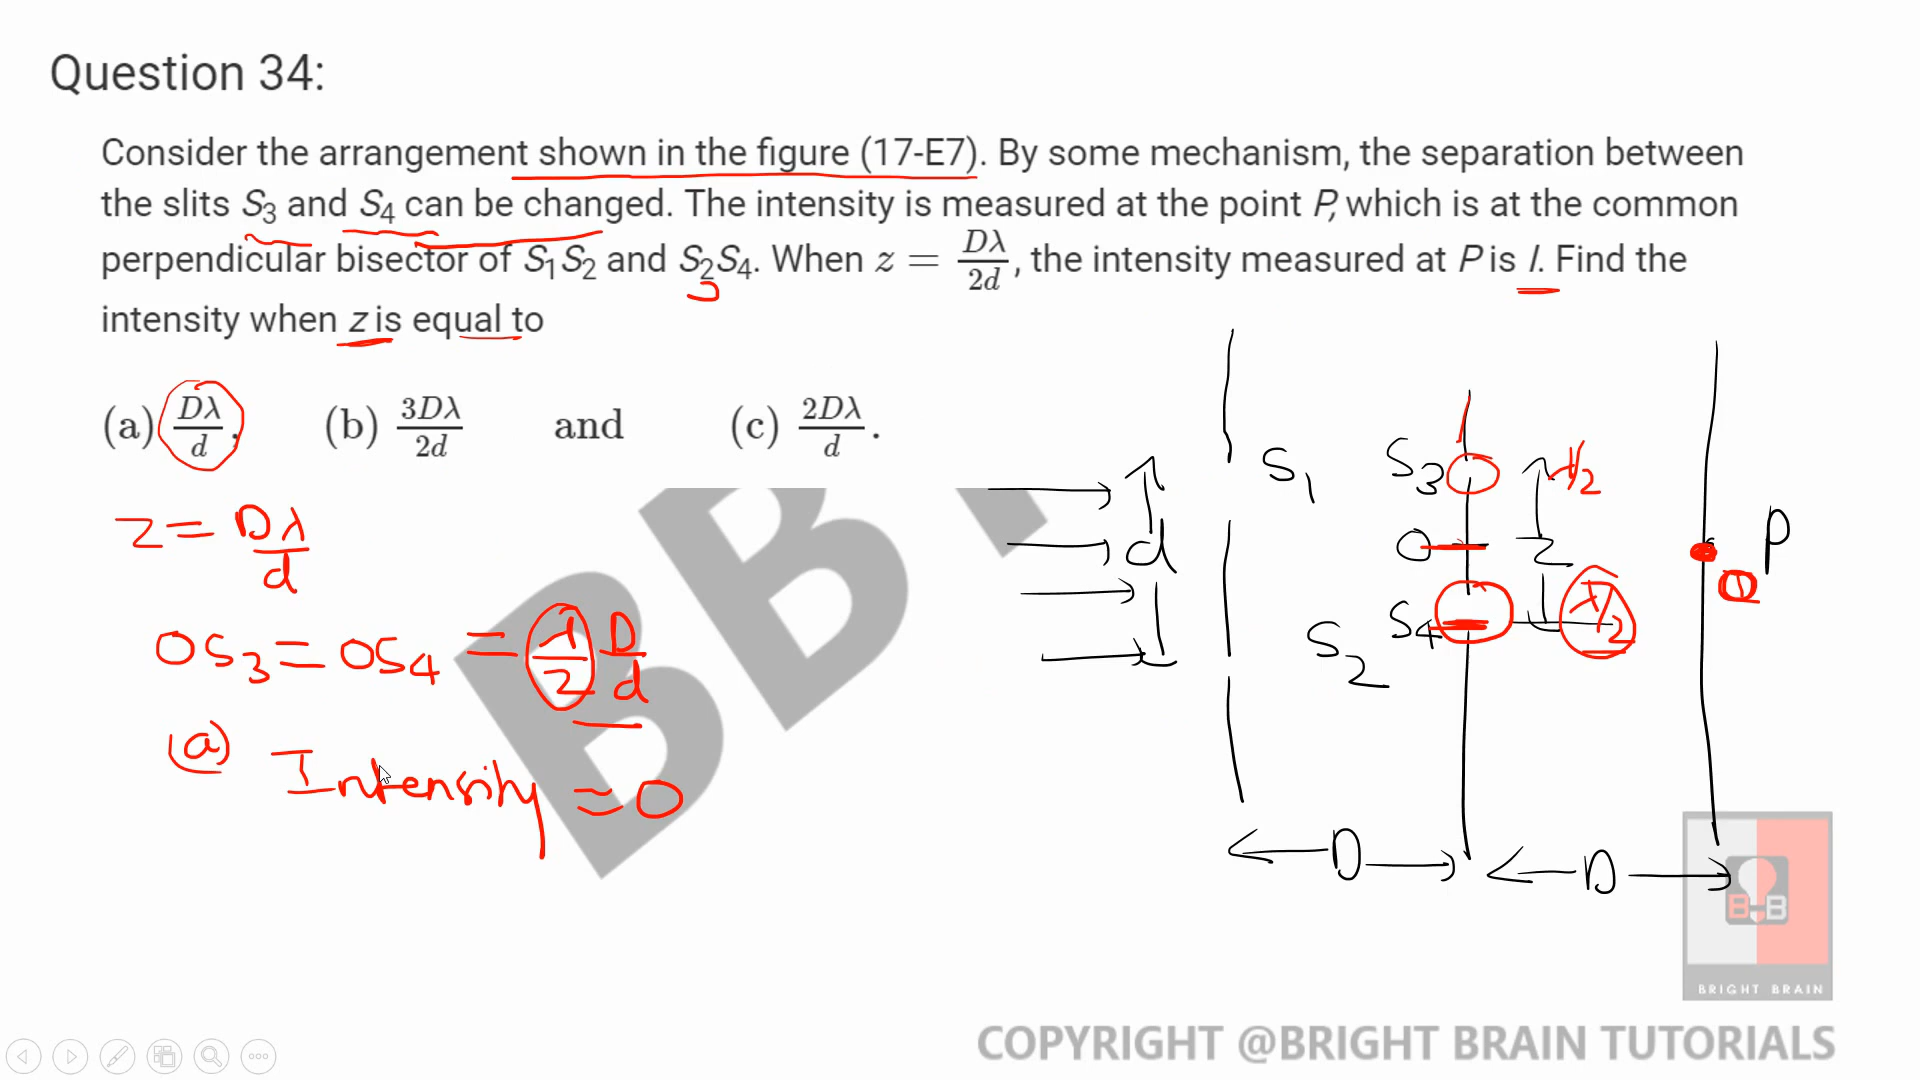 Question 34:
Consider the arrangement shown in the figure (17-E7). By some mechanism, the separation between
the slits S₃ and S₄ can be changed. The intensity is measured at the point P, which is at the common
perpendicular bisector of S₁S₂ and S₂S₄. When z = Dλ/2d, the intensity measured at P is I. Find the
3
intensity when z is equal to
(a) Dλ/d, (b) 3Dλ/2d and (c) 2Dλ/d.
z = Dλ/d
OS₃ = OS₄ = λ/2 D/d
(a) Intensity = 0
d
S₁
S₂
S₃
O
S₄
z
λ/2
λ/2
P
D
D
BB
B-B
BRIGHT BRAIN
COPYRIGHT @BRIGHT BRAIN TUTORIALS